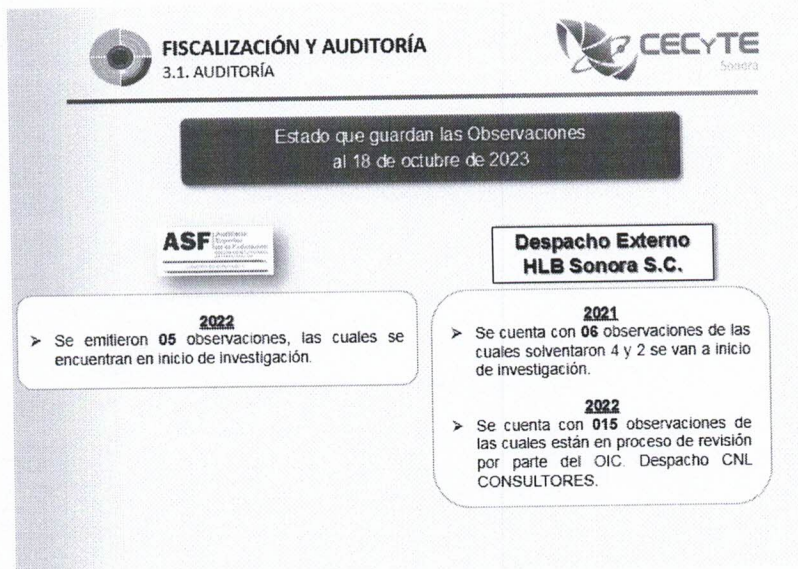 FISCALIZACIÓN Y AUDITORÍA
3.1. AUDITORÍA
CECyTE
Sonora
Estado que guardan las Observaciones
al 18 de octubre de 2023
ASF
Despacho Externo
HLB Sonora S.C.
2022
➤ Se emitieron 05 observaciones, las cuales se
encuentran en inicio de investigación.
2021
➤ Se cuenta con 06 observaciones de las
cuales solventaron 4 y 2 se van a inicio
de investigación.
2022
➤ Se cuenta con 015 observaciones de
las cuales están en proceso de revisión
por parte del OIC. Despacho CNL
CONSULTORES.